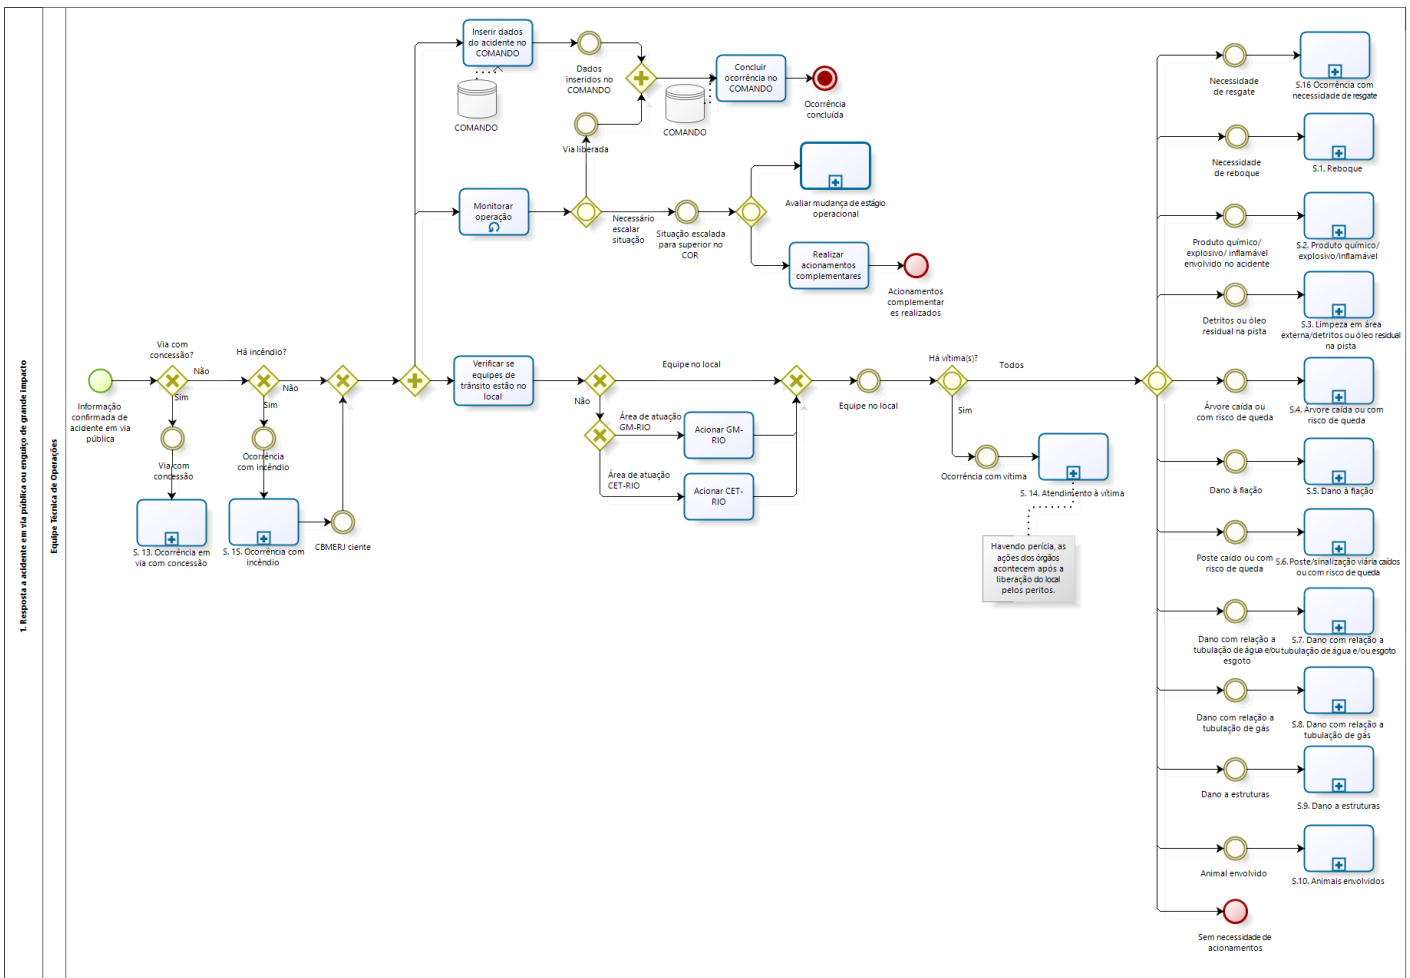 1. Resposta a acidente em via pública ou enguiço de grande impacto
Equipe Técnica de Operações
Informação
confirmada de
acidente em via
pública
Via com
concessão?
Não
Sim
Via com
concessão
S. 13. Ocorrência em
via com concessão
Há incêndio?
Não
Sim
Ocorrência
com incêndio
S. 15. Ocorrência com
incêndio
CBMERJ ciente
Inserir dados
do acidente no
COMANDO
COMANDO
Dados
inseridos no
COMANDO
Concluir
ocorrência no
COMANDO
COMANDO
Ocorrência
concluída
Via liberada
Monitorar
operação
Necessário
escalar
situação
Situação escalada
para superior no
COR
Avaliar mudança de estágio
operacional
Realizar
acionamentos
complementares
Acionamentos
complementar
es realizados
Verificar se
equipes de
trânsito estão no
local
Equipe no local
Não
Área de atuação
GM-RIO
Acionar GM-
RIO
Área de atuação
CET-RIO
Acionar CET-
RIO
Equipe no local
Há vítima(s)?
Todos
Sim
Ocorrência com vítima
S. 14. Atendimento à vítima
Havendo perícia, as
ações dos órgãos
acontecem após a
liberação do local
pelos peritos.
Necessidade
de resgate
S.16 Ocorrência com
necessidade de resgate
Necessidade
de reboque
S.1. Reboque
Produto químico/
explosivo/ inflamável
envolvido no acidente
S.2. Produto químico/
explosivo/inflamável
Detritos ou óleo
residual na pista
S.3. Limpeza em área
externa/detritos ou óleo residual
na pista
Árvore caída ou
com risco de queda
S.4. Árvore caída ou com
risco de queda
Dano à fiação
S.5. Dano à fiação
Poste caído ou com
risco de queda
S.6. Poste/sinalização viária caídos
ou com risco de queda
Dano com relação a
tubulação de água e/ou
esgoto
S.7. Dano com relação a
tubulação de água e/ou esgoto
Dano com relação a
tubulação de gás
S.8. Dano com relação a
tubulação de gás
Dano a estruturas
S.9. Dano a estruturas
Animal envolvido
S.10. Animais envolvidos
Sem necessidade de
acionamentos